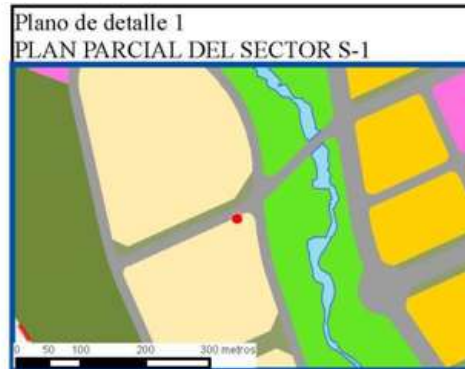 Plano de detalle 1
PLAN PARCIAL DEL SECTOR S-1
0 50 100 200 300 metros